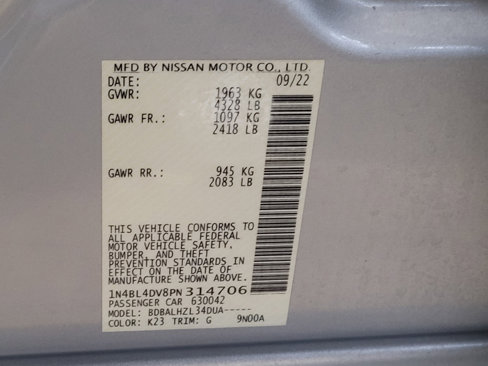 MFD BY NISSAN MOTOR CO., LTD.
DATE: 09/22
GVWR: 1963 KG
4328 LB
GAWR FR.: 1097 KG
2418 LB
GAWR RR.: 945 KG
2083 LB
THIS VEHICLE CONFORMS TO
ALL APPLICABLE FEDERAL
MOTOR VEHICLE SAFETY,
BUMPER, AND THEFT
PREVENTION STANDARDS IN
EFFECT ON THE DATE OF
MANUFACTURE SHOWN ABOVE.
1N4BL4DV8PN314706
PASSENGER CAR 630042
MODEL: BDBALHZL34DUA-----
COLOR: K23 TRIM: G 9N00A